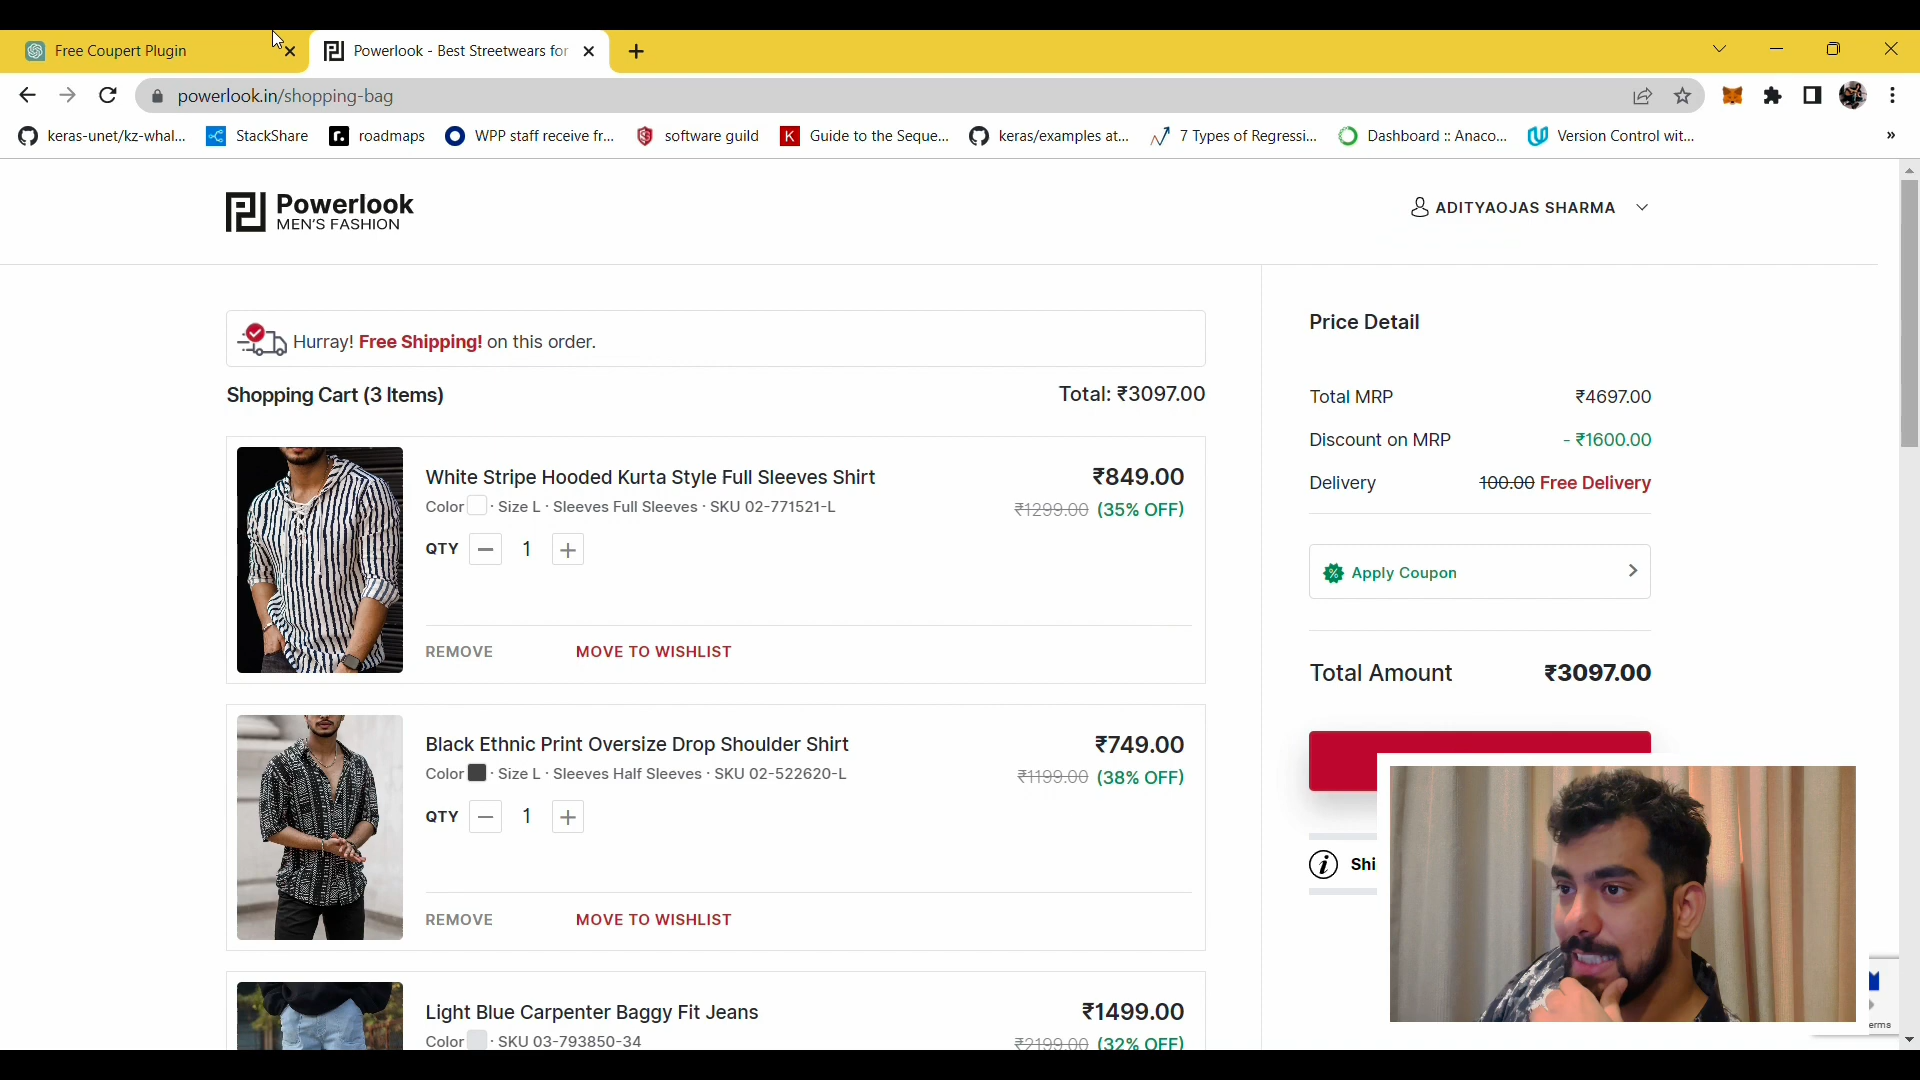 Free Coupert Plugin
Powerlook - Best Streetwears for
powerlook.in/shopping-bag
keras-unet/kz-whal...
StackShare
roadmaps
WPP staff receive fr...
software guild
Guide to the Seque...
keras/examples at...
7 Types of Regressi...
Dashboard :: Anaco...
Version Control wit...
»
Powerlook
MEN'S FASHION
ADITYAOJAS SHARMA
Hurray! Free Shipping! on this order.
Shopping Cart (3 Items)
Total: ₹3097.00
White Stripe Hooded Kurta Style Full Sleeves Shirt
₹849.00
Color · Size L · Sleeves Full Sleeves · SKU 02-771521-L
₹1299.00 (35% OFF)
QTY − 1 +
REMOVE
MOVE TO WISHLIST
Black Ethnic Print Oversize Drop Shoulder Shirt
₹749.00
Color · Size L · Sleeves Half Sleeves · SKU 02-522620-L
₹1199.00 (38% OFF)
QTY − 1 +
REMOVE
MOVE TO WISHLIST
Light Blue Carpenter Baggy Fit Jeans
₹1499.00
Color · SKU 03-793850-34
₹2199.00 (32% OFF)
Price Detail
Total MRP
₹4697.00
Discount on MRP
- ₹1600.00
Delivery
100.00 Free Delivery
Apply Coupon
Total Amount
₹3097.00
Shi
erms